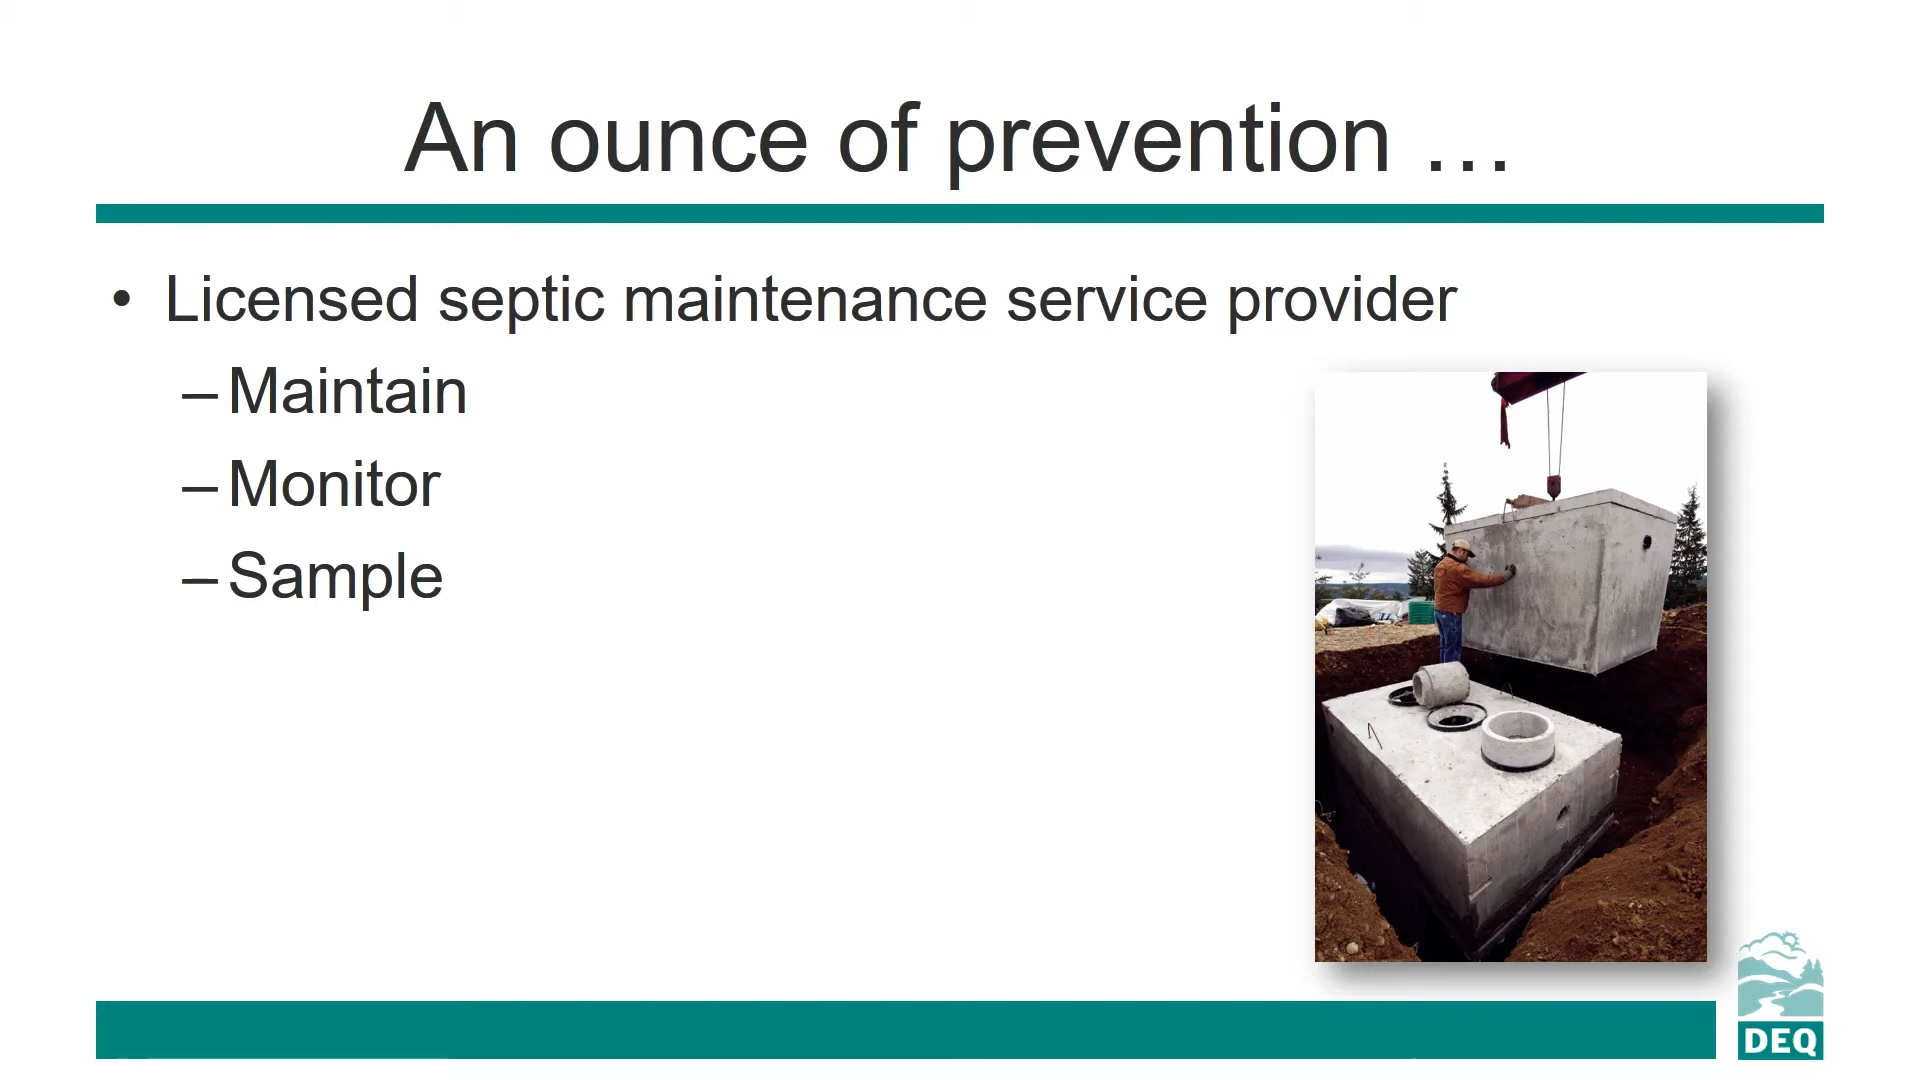 An ounce of prevention …
• Licensed septic maintenance service provider
– Maintain
– Monitor
– Sample
DEQ